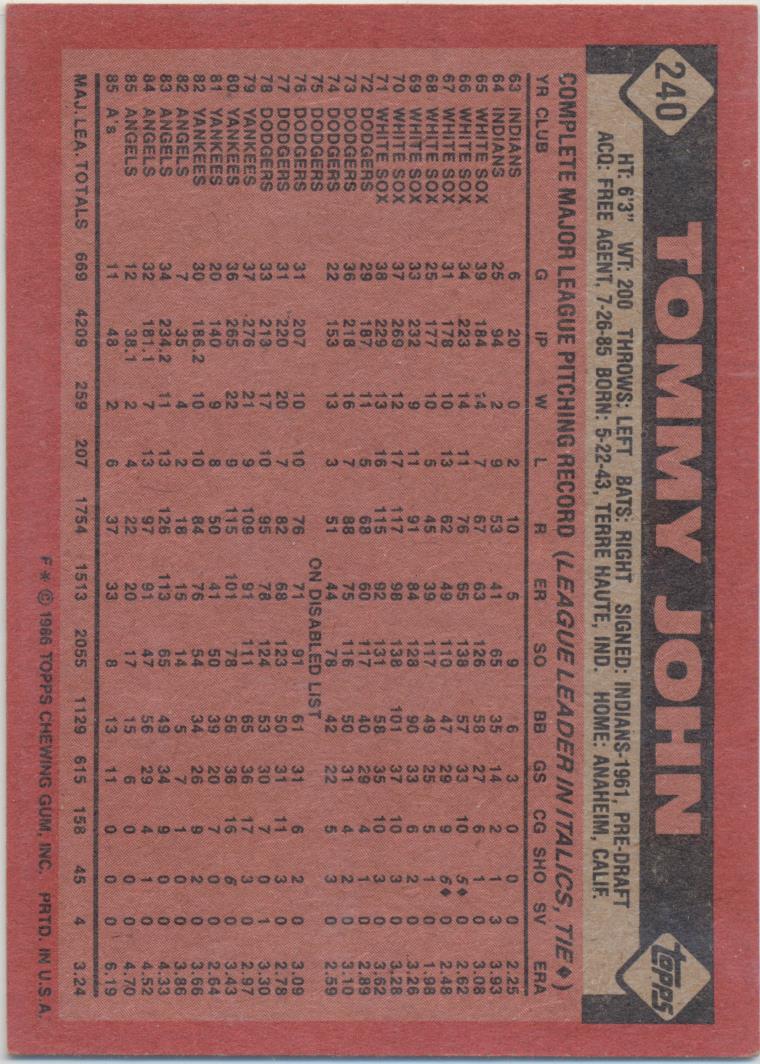 240 TOMMY JOHN topps
HT: 6'3" WT: 200 THROWS: LEFT BATS: RIGHT SIGNED: INDIANS-1961, PRE-DRAFT
ACQ: FREE AGENT, 7-26-85 BORN: 5-22-43, TERRE HAUTE, IND. HOME: ANAHEIM, CALIF.
COMPLETE MAJOR LEAGUE PITCHING RECORD (LEAGUE LEADER IN ITALICS, TIE♦)
YR CLUB G IP W L R ER SO BB GS CG SHO SV ERA
63 INDIANS 6 20 0 2 10 5 9 6 3 0 0 0 2.25
64 INDIANS 25 94 2 9 53 41 65 35 14 2 1 0 3.93
65 WHITE SOX 39 184 14 7 67 63 126 58 27 6 1 3 3.08
66 WHITE SOX 34 223 14 11 76 65 138 57 33 10 5♦ 0 2.62
67 WHITE SOX 31 178 10 13 62 49 110 47 29 9 6♦ 0 2.48
68 WHITE SOX 25 177 10 5 45 39 117 49 25 5 1 0 1.98
69 WHITE SOX 33 232 9 11 91 84 128 90 33 6 2 0 3.26
70 WHITE SOX 37 269 12 17 117 98 138 101 37 10 3 0 3.28
71 WHITE SOX 38 229 13 16 115 92 131 58 35 10 3 0 3.62
72 DODGERS 29 187 11 5 68 60 117 40 29 4 1 0 2.89
73 DODGERS 36 218 16 7 88 75 116 50 31 4 2 0 3.10
74 DODGERS 22 153 13 3 51 44 78 42 22 5 3 0 2.59
75 DODGERS ON DISABLED LIST
76 DODGERS 31 207 10 10 76 71 91 61 31 6 2 0 3.09
77 DODGERS 31 220 20 7 82 68 123 50 31 11 3 0 2.78
78 DODGERS 33 213 17 10 95 78 124 53 30 7 0 1 3.30
79 YANKEES 37 276 21 9 109 91 111 65 36 17 3 0 2.97
80 YANKEES 36 265 22 9 115 101 78 56 36 16 6 0 3.43
81 YANKEES 20 140 9 8 50 41 50 39 20 7 0 0 2.64
82 YANKEES 30 186.2 10 10 84 76 54 34 26 9 2 0 3.66
82 ANGELS 7 35 4 2 18 15 14 5 7 1 0 0 3.86
83 ANGELS 34 234.2 11 13 126 113 65 49 34 9 0 0 4.33
84 ANGELS 32 181.1 7 13 97 91 47 56 29 4 1 0 4.52
85 ANGELS 12 38.1 2 4 22 20 17 15 6 0 0 0 4.70
85 A's 11 48 2 6 37 33 8 13 11 0 0 0 6.19
MAJ. LEA. TOTALS 669 4209 259 207 1754 1513 2055 1129 615 158 45 4 3.24
F * © 1986 TOPPS CHEWING GUM, INC. PRTD. IN U.S.A.